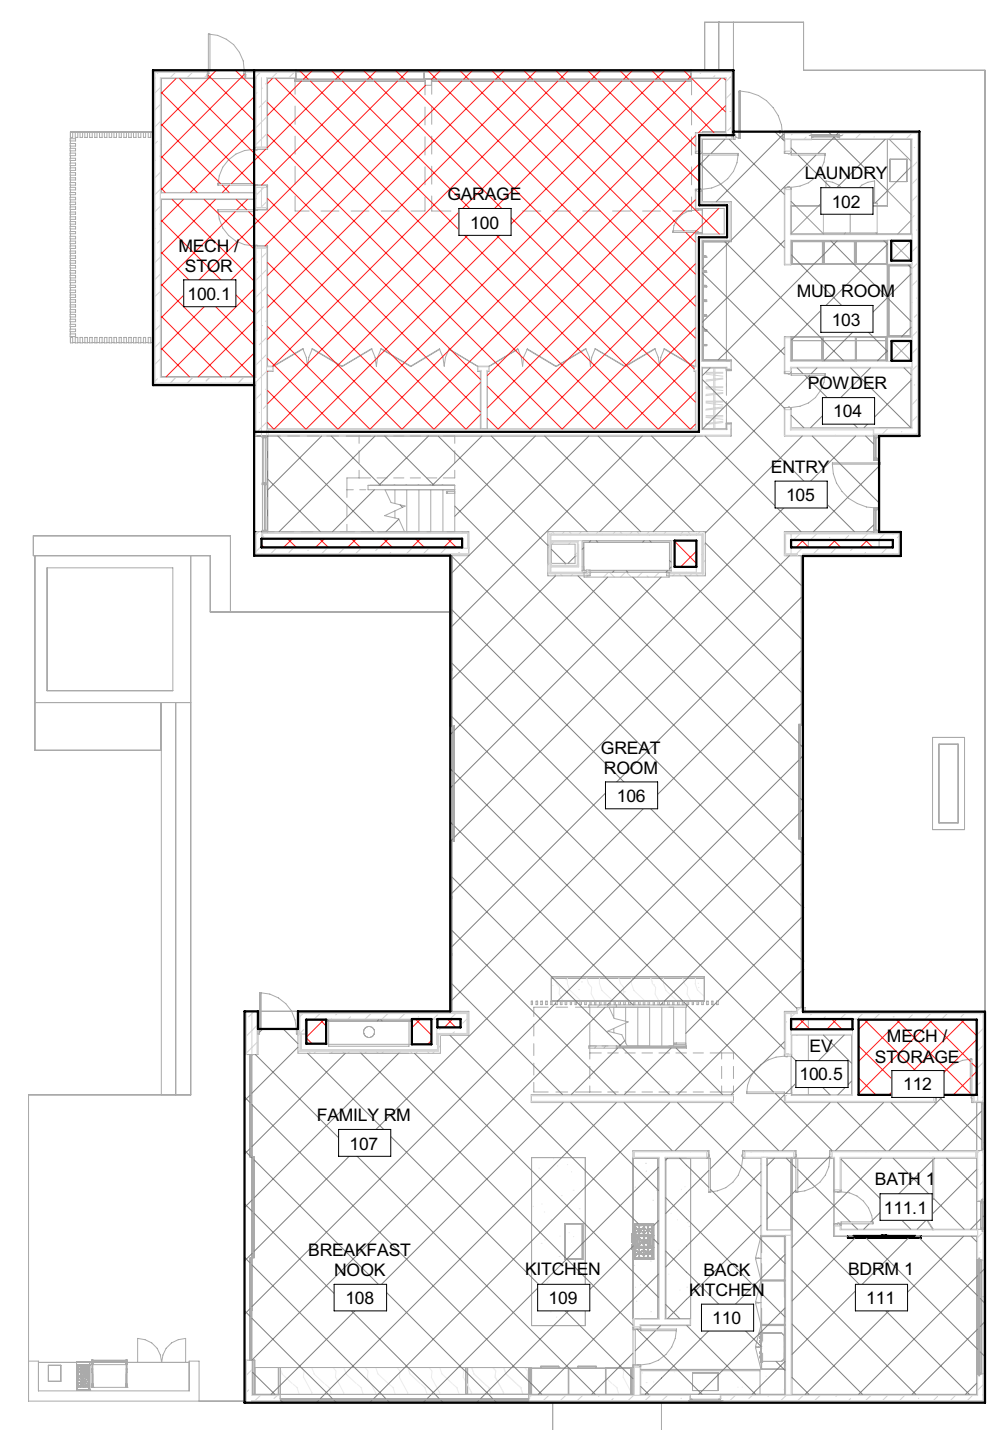 GARAGE
100
LAUNDRY
102
MECH /
STOR
100.1
MUD ROOM
103
POWDER
104
ENTRY
105
GREAT
ROOM
106
EV
100.5
MECH /
STORAGE
112
FAMILY RM
107
BATH 1
111.1
BREAKFAST
NOOK
108
KITCHEN
109
BACK
KITCHEN
110
BDRM 1
111